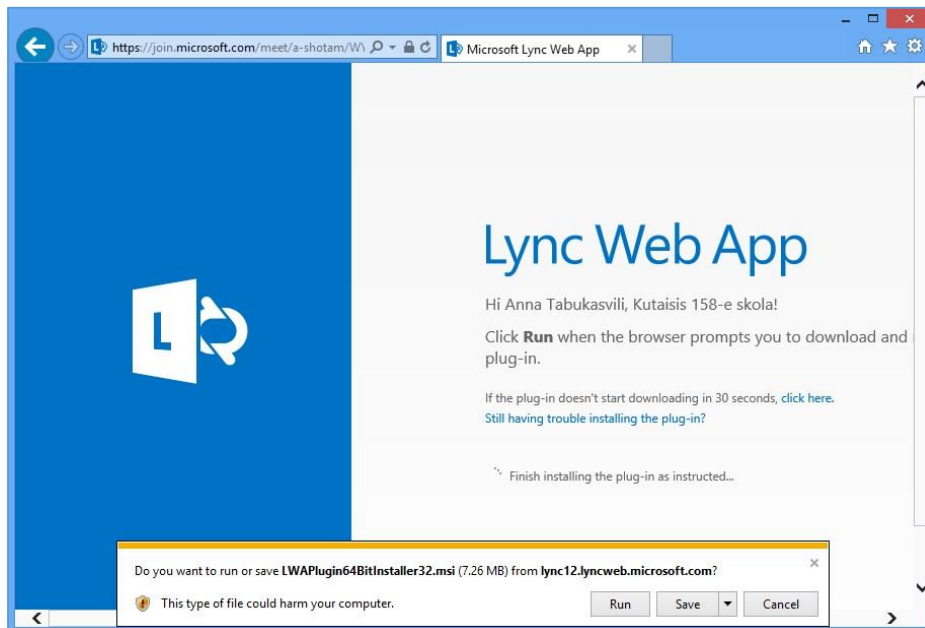 https://join.microsoft.com/meet/a-shotam/W
Microsoft Lync Web App
L
Lync Web App
Hi Anna Tabukasvili, Kutaisis 158-e skola!
Click Run when the browser prompts you to download and
plug-in.
If the plug-in doesn't start downloading in 30 seconds, click here.
Still having trouble installing the plug-in?
Finish installing the plug-in as instructed...
Do you want to run or save LWAPlugin64BitInstaller32.msi (7.26 MB) from lync12.lyncweb.microsoft.com?
This type of file could harm your computer.
Run
Save
Cancel